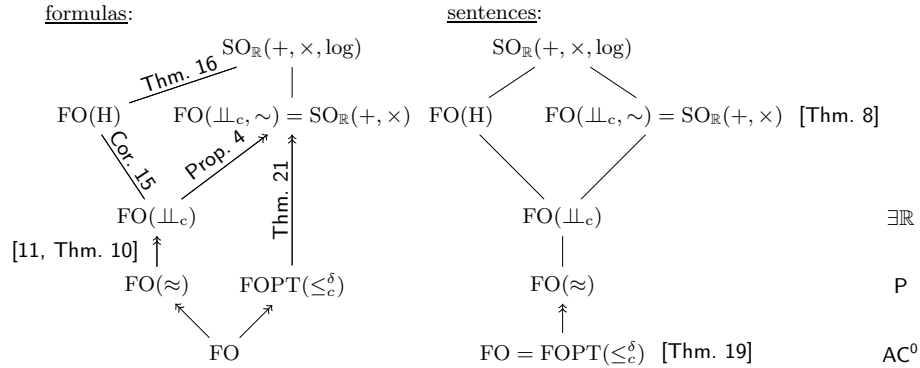 formulas: sentences:
SO_ℝ(+, ×, log) SO_ℝ(+, ×, log)
Thm. 16
FO(H) FO(⫫_c, ∼) = SO_ℝ(+, ×) FO(H) FO(⫫_c, ∼) = SO_ℝ(+, ×) [Thm. 8]
Cor. 15 Prop. 4 Thm. 21
FO(⫫_c) FO(⫫_c) ∃ℝ
[11, Thm. 10]
FO(≈) FOPT(≤_c^δ) FO(≈) P
FO FO = FOPT(≤_c^δ) [Thm. 19] AC⁰